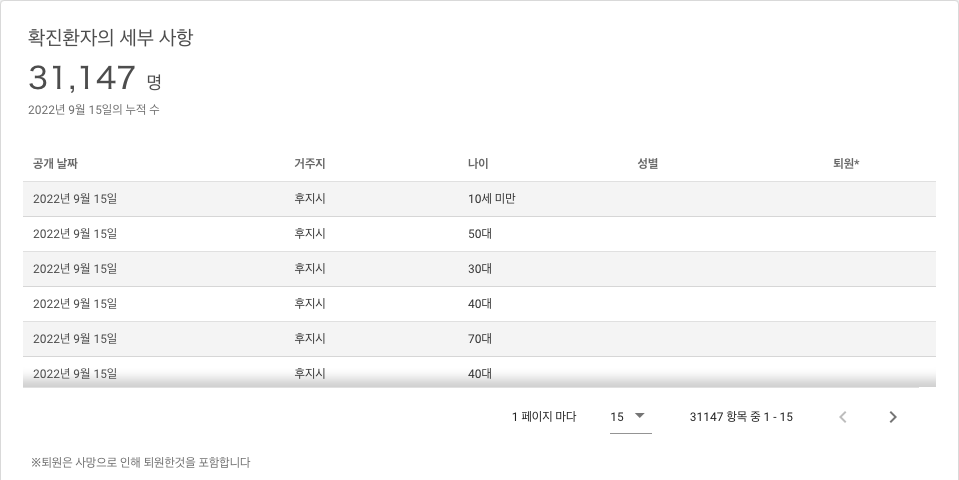 확진환자의 세부 사항
31,147 명
2022년 9월 15일의 누적 수
공개 날짜 거주지 나이 성별 퇴원*
2022년 9월 15일 후지시 10세 미만
2022년 9월 15일 후지시 50대
2022년 9월 15일 후지시 30대
2022년 9월 15일 후지시 40대
2022년 9월 15일 후지시 70대
2022년 9월 15일 후지시 40대
1 페이지 마다 15 31147 항목 중 1 - 15
※퇴원은 사망으로 인해 퇴원한것을 포함합니다